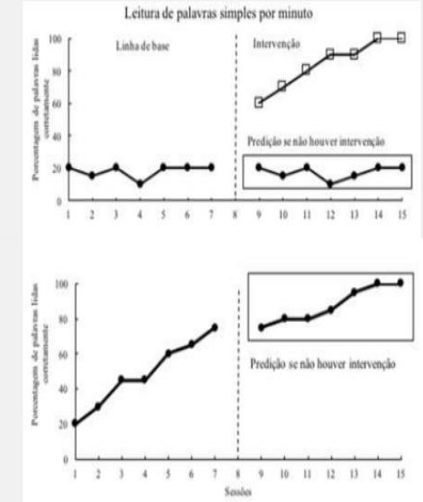 Leitura de palavras simples por minuto
Porcentagem de palavras lidas
corretamente
100
80
60
40
20
0
Linha de base
Intervenção
Predição se não houver intervenção
1 2 3 4 5 6 7 8 9 10 11 12 13 14 15
Porcentagem de palavras lidas
corretamente
100
80
60
40
20
0
Predição se não houver intervenção
1 2 3 4 5 6 7 8 9 10 11 12 13 14 15
Sessões